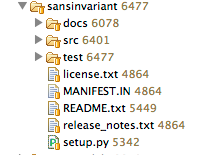 sansinvariant 6477
docs 6078
src 6401
test 6477
license.txt 4864
MANIFEST.IN 4864
README.txt 5449
release_notes.txt 4864
setup.py 5342